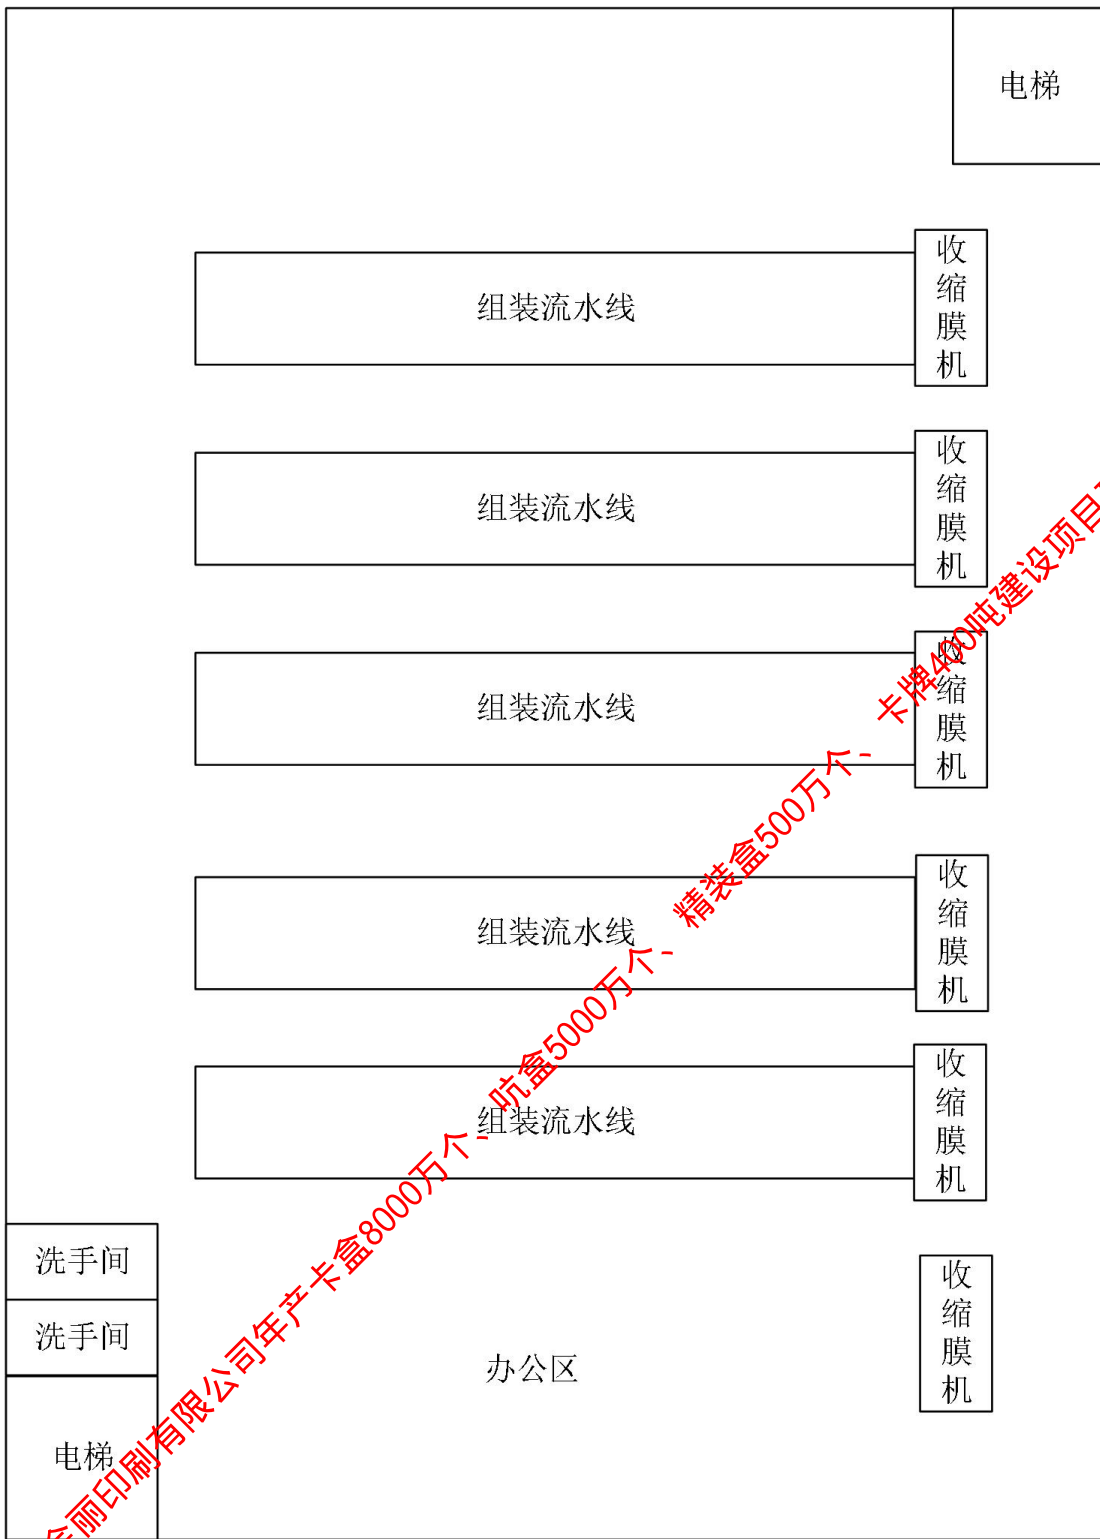 电梯
组装流水线
收缩膜机
组装流水线
收缩膜机
组装流水线
收缩膜机
组装流水线
收缩膜机
组装流水线
收缩膜机
洗手间
洗手间
电梯
办公区
收缩膜机
丽印刷有限公司年产卡盒8000万个、吭盒5000万个、精装盒500万个、卡牌400吨建设项目